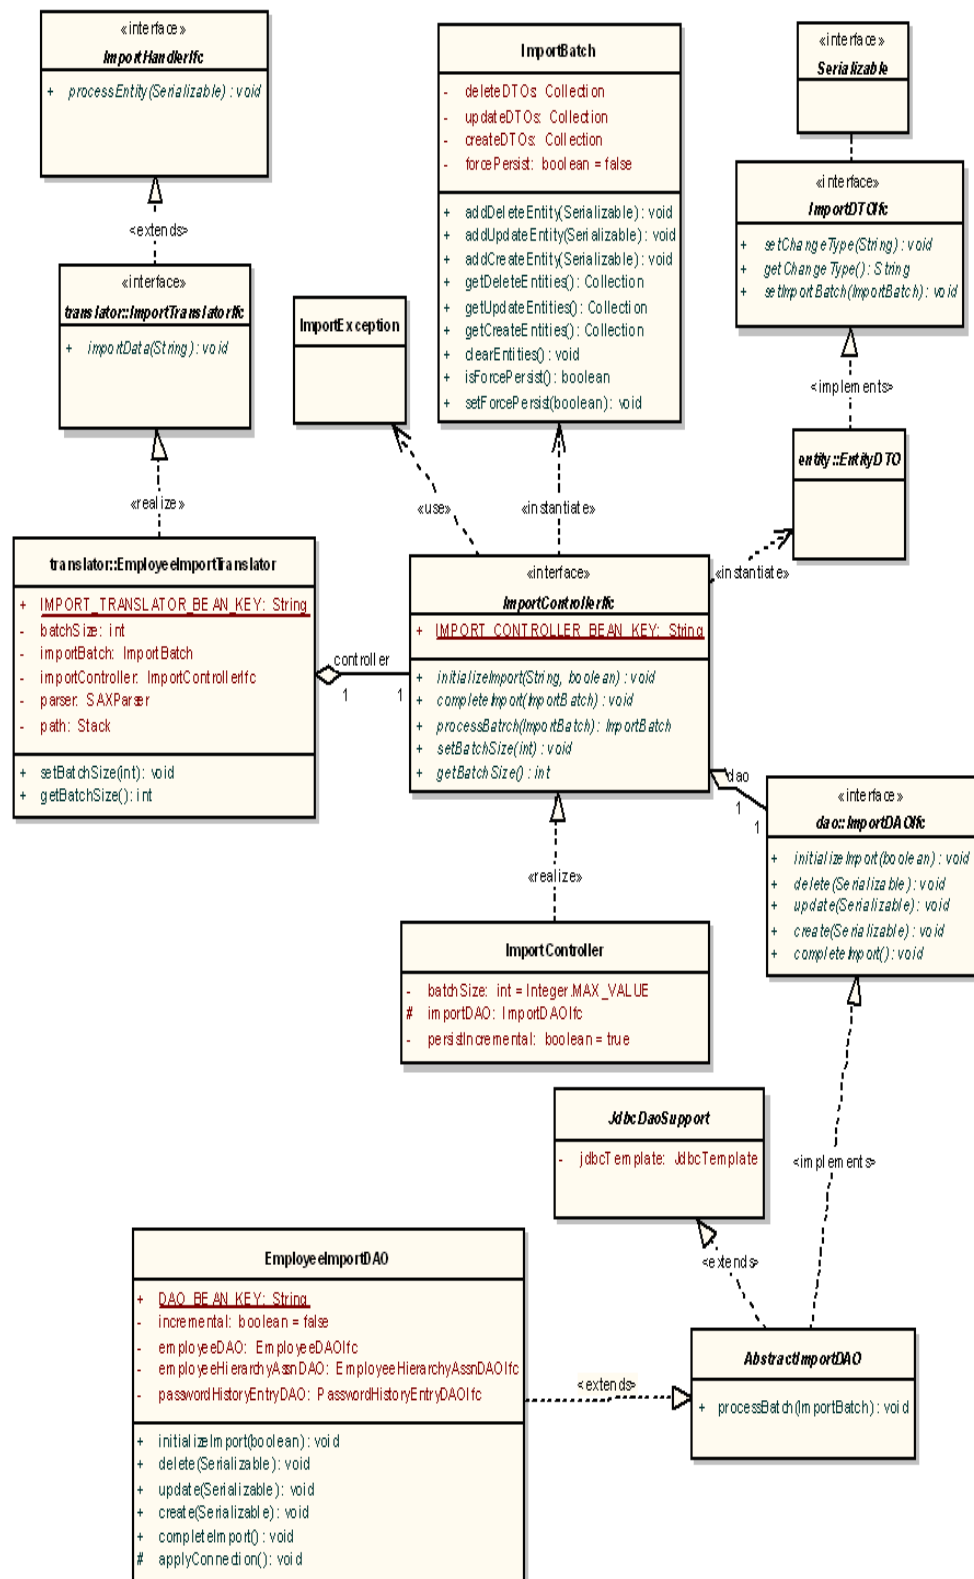 «interface»
ImportHandlerIfc
+ processEntity(Serializable) : void
«extends»
«interface»
translator::ImportTranslatorIfc
+ importData(String) : void
«realize»
translator::EmployeeImportTranslator
+ IMPORT_TRANSLATOR_BEAN_KEY: String
- batchSize: int
- importBatch: ImportBatch
- importController: ImportControllerIfc
- parser: SAXParser
- path: Stack
+ setBatchSize(int) : void
+ getBatchSize() : int
ImportException
«use»
ImportBatch
- deleteDTOs: Collection
- updateDTOs: Collection
- createDTOs: Collection
- forcePersist: boolean = false
+ addDeleteEntity(Serializable) : void
+ addUpdateEntity(Serializable) : void
+ addCreateEntity(Serializable) : void
+ getDeleteEntities() : Collection
+ getUpdateEntities() : Collection
+ getCreateEntities() : Collection
+ clearEntities() : void
+ isForcePersist() : boolean
+ setForcePersist(boolean) : void
«instantiate»
«interface»
Serializable
«interface»
ImportDTOIfc
+ setChangeType(String) : void
+ getChangeType() : String
+ setImportBatch(ImportBatch) : void
«implements»
entity::EntityDTO
«instantiate»
controller
1
1
«interface»
ImportControllerIfc
+ IMPORT_CONTROLLER_BEAN_KEY: String
+ initializeImport(String, boolean) : void
+ completeImport(ImportBatch) : void
+ processBatrch(ImportBatch) : ImportBatch
+ setBatchSize(int) : void
+ getBatchSize() : int
dao
1
1
«interface»
dao::ImportDAOIfc
+ initializeImport(boolean) : void
+ delete(Serializable) : void
+ update(Serializable) : void
+ create(Serializable) : void
+ completeImport() : void
«realize»
ImportController
- batchSize: int = Integer.MAX_VALUE
# importDAO: ImportDAOIfc
- persistIncremental: boolean = true
JdbcDaoSupport
- jdbcTemplate: JdbcTemplate
«implements»
«extends»
EmployeeImportDAO
+ DAO_BEAN_KEY: String
- incremental: boolean = false
- employeeDAO: EmployeeDAOIfc
- employeeHierarchyAssnDAO: EmployeeHierarchyAssnDAOIfc
- passwordHistoryEntryDAO: PasswordHistoryEntryDAOIfc
+ initializeImport(boolean) : void
+ delete(Serializable) : void
+ update(Serializable) : void
+ create(Serializable) : void
+ completeImport() : void
# applyConnection() : void
«extends»
AbstractImportDAO
+ processBatch(ImportBatch) : void